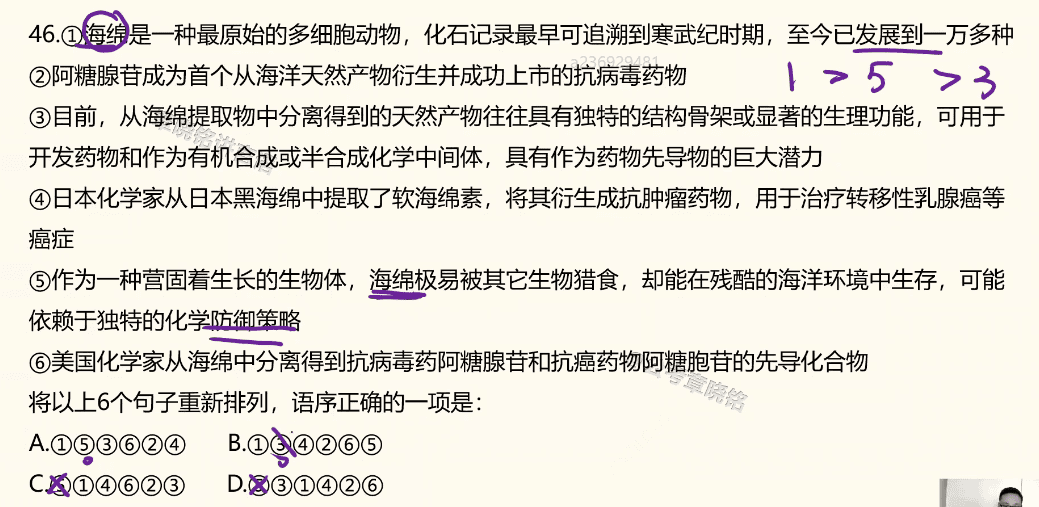 46.①海绵是一种最原始的多细胞动物，化石记录最早可追溯到寒武纪时期，至今已发展到一万多种
a236929481
②阿糖腺苷成为首个从海洋天然产物衍生并成功上市的抗病毒药物
1 > 5 > 3
③目前，从海绵提取物中分离得到的天然产物往往具有独特的结构骨架或显著的生理功能，可用于
开发药物和作为有机合成或半合成化学中间体，具有作为药物先导物的巨大潜力
④日本化学家从日本黑海绵中提取了软海绵素，将其衍生成抗肿瘤药物，用于治疗转移性乳腺癌等
癌症
⑤作为一种营固着生长的生物体，海绵极易被其它生物猎食，却能在残酷的海洋环境中生存，可能
依赖于独特的化学防御策略
⑥美国化学家从海绵中分离得到抗病毒药阿糖腺苷和抗癌药物阿糖胞苷的先导化合物
将以上6个句子重新排列，语序正确的一项是：
A.①⑤③⑥②④ B.①③④②⑥⑤
C.⑤①④⑥②③ D.②③①④②⑥